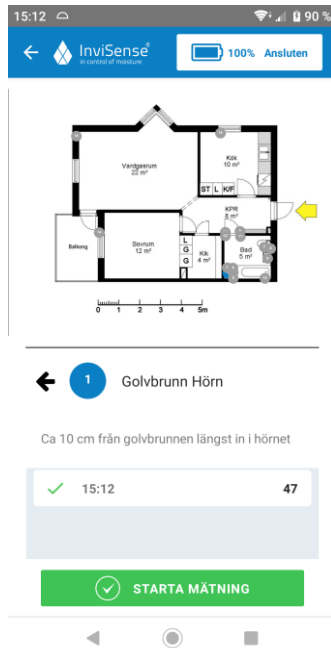 15:12
90 %
InviSense®
in control of moisture
100% Ansluten
Vardagsrum
22 m²
Kök
10 m²
ST L K/F
KPR
Balkong
Sovrum
12 m²
L
G
G
Klk
4 m²
Bad
5 m²
0 1 2 3 4 5m
1 Golvbrunn Hörn
Ca 10 cm från golvbrunnen längst in i hörnet
15:12 47
STARTA MÄTNING